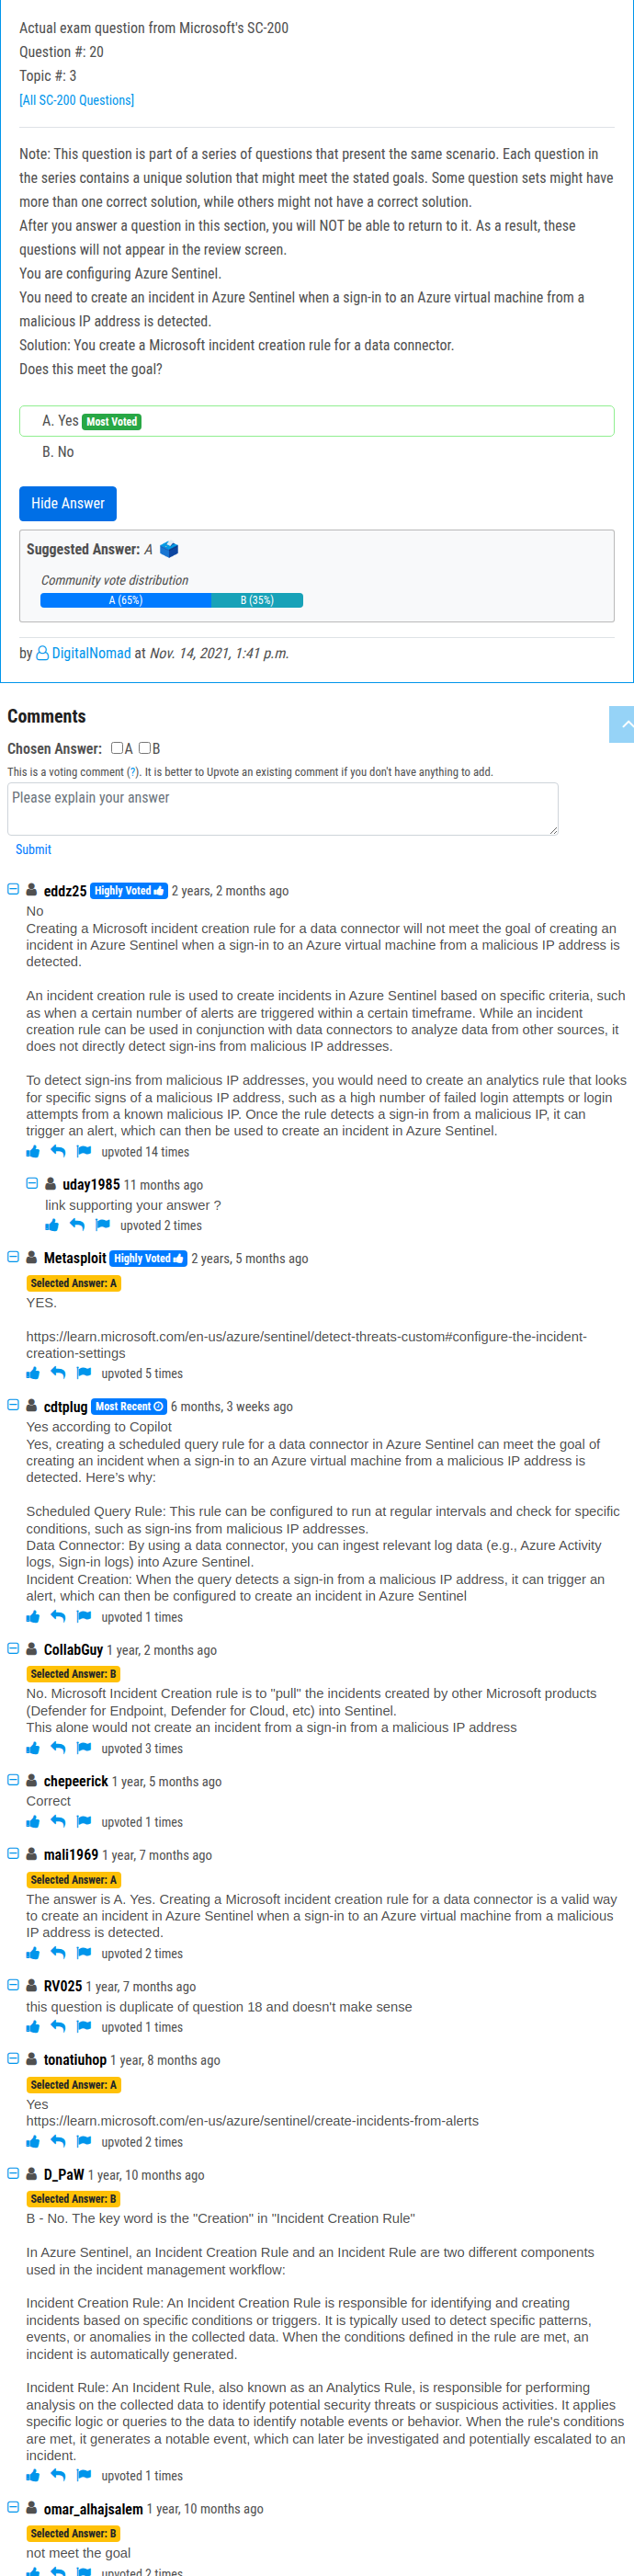 Actual exam question from Microsoft's SC-200
Question #: 20
Topic #: 3
[All SC-200 Questions]
Note: This question is part of a series of questions that present the same scenario. Each question in
the series contains a unique solution that might meet the stated goals. Some question sets might have
more than one correct solution, while others might not have a correct solution.
After you answer a question in this section, you will NOT be able to return to it. As a result, these
questions will not appear in the review screen.
You are configuring Azure Sentinel.
You need to create an incident in Azure Sentinel when a sign-in to an Azure virtual machine from a
malicious IP address is detected.
Solution: You create a Microsoft incident creation rule for a data connector.
Does this meet the goal?
A. Yes Most Voted
B. No
Hide Answer
Suggested Answer: A
Community vote distribution
A (65%) B (35%)
by DigitalNomad at Nov. 14, 2021, 1:41 p.m.
Comments
Chosen Answer: A B
This is a voting comment (?). It is better to Upvote an existing comment if you don't have anything to add.
Please explain your answer
Submit
eddz25 Highly Voted 2 years, 2 months ago
No
Creating a Microsoft incident creation rule for a data connector will not meet the goal of creating an
incident in Azure Sentinel when a sign-in to an Azure virtual machine from a malicious IP address is
detected.
An incident creation rule is used to create incidents in Azure Sentinel based on specific criteria, such
as when a certain number of alerts are triggered within a certain timeframe. While an incident
creation rule can be used in conjunction with data connectors to analyze data from other sources, it
does not directly detect sign-ins from malicious IP addresses.
To detect sign-ins from malicious IP addresses, you would need to create an analytics rule that looks
for specific signs of a malicious IP address, such as a high number of failed login attempts or login
attempts from a known malicious IP. Once the rule detects a sign-in from a malicious IP, it can
trigger an alert, which can then be used to create an incident in Azure Sentinel.
upvoted 14 times
uday1985 11 months ago
link supporting your answer ?
upvoted 2 times
Metasploit Highly Voted 2 years, 5 months ago
Selected Answer: A
YES.
https://learn.microsoft.com/en-us/azure/sentinel/detect-threats-custom#configure-the-incident-
creation-settings
upvoted 5 times
cdtplug Most Recent 6 months, 3 weeks ago
Yes according to Copilot
Yes, creating a scheduled query rule for a data connector in Azure Sentinel can meet the goal of
creating an incident when a sign-in to an Azure virtual machine from a malicious IP address is
detected. Here's why:
Scheduled Query Rule: This rule can be configured to run at regular intervals and check for specific
conditions, such as sign-ins from malicious IP addresses.
Data Connector: By using a data connector, you can ingest relevant log data (e.g., Azure Activity
logs, Sign-in logs) into Azure Sentinel.
Incident Creation: When the query detects a sign-in from a malicious IP address, it can trigger an
alert, which can then be configured to create an incident in Azure Sentinel
upvoted 1 times
CollabGuy 1 year, 2 months ago
Selected Answer: B
No. Microsoft Incident Creation rule is to "pull" the incidents created by other Microsoft products
(Defender for Endpoint, Defender for Cloud, etc) into Sentinel.
This alone would not create an incident from a sign-in from a malicious IP address
upvoted 3 times
chepeerick 1 year, 5 months ago
Correct
upvoted 1 times
mali1969 1 year, 7 months ago
Selected Answer: A
The answer is A. Yes. Creating a Microsoft incident creation rule for a data connector is a valid way
to create an incident in Azure Sentinel when a sign-in to an Azure virtual machine from a malicious
IP address is detected.
upvoted 2 times
RV025 1 year, 7 months ago
this question is duplicate of question 18 and doesn't make sense
upvoted 1 times
tonatiuhop 1 year, 8 months ago
Selected Answer: A
Yes
https://learn.microsoft.com/en-us/azure/sentinel/create-incidents-from-alerts
upvoted 2 times
D_PaW 1 year, 10 months ago
Selected Answer: B
B - No. The key word is the "Creation" in "Incident Creation Rule"
In Azure Sentinel, an Incident Creation Rule and an Incident Rule are two different components
used in the incident management workflow:
Incident Creation Rule: An Incident Creation Rule is responsible for identifying and creating
incidents based on specific conditions or triggers. It is typically used to detect specific patterns,
events, or anomalies in the collected data. When the conditions defined in the rule are met, an
incident is automatically generated.
Incident Rule: An Incident Rule, also known as an Analytics Rule, is responsible for performing
analysis on the collected data to identify potential security threats or suspicious activities. It applies
specific logic or queries to the data to identify notable events or behavior. When the rule's conditions
are met, it generates a notable event, which can later be investigated and potentially escalated to an
incident.
upvoted 1 times
omar_alhajsalem 1 year, 10 months ago
Selected Answer: B
not meet the goal
upvoted 2 times